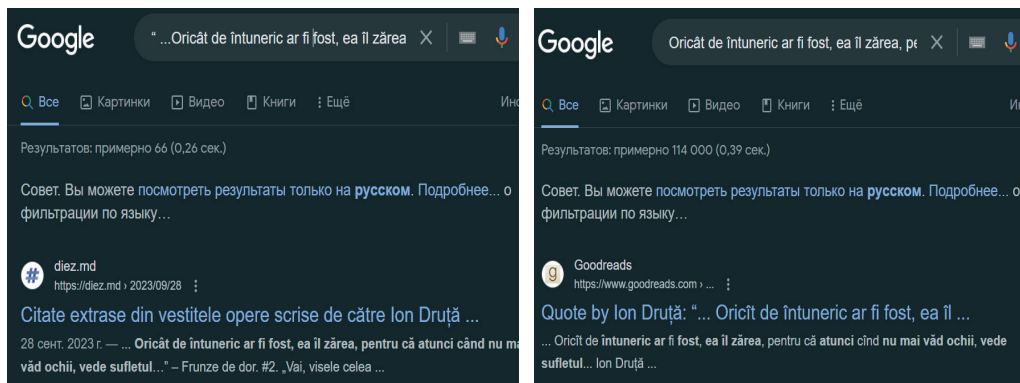 Google
“ ...Oricât de întuneric ar fi fost, ea îl zărea
Все Картинки Видео Книги Ещё Инс
Результатов: примерно 66 (0,26 сек.)
Совет. Вы можете посмотреть результаты только на русском. Подробнее... о
фильтрации по языку…
diez.md
https://diez.md › 2023/09/28
Citate extrase din vestitele opere scrise de către Ion Druță ...
28 сент. 2023 г. — ... Oricât de întuneric ar fi fost, ea îl zărea, pentru că atunci când nu ma
văd ochii, vede sufletul...” – Frunze de dor. #2. „Vai, visele celea ...
Google
Oricât de întuneric ar fi fost, ea îl zărea, pe
Все Картинки Видео Книги Ещё И
Результатов: примерно 114 000 (0,39 сек.)
Совет. Вы можете посмотреть результаты только на русском. Подробнее... о
фильтрации по языку…
g
Goodreads
https://www.goodreads.com › ...
Quote by Ion Druță: “... Oricît de întuneric ar fi fost, ea îl ...
... Oricît de întuneric ar fi fost, ea îl zărea, pentru că atunci cînd nu mai văd ochii, vede
sufletul... Ion Druță ...